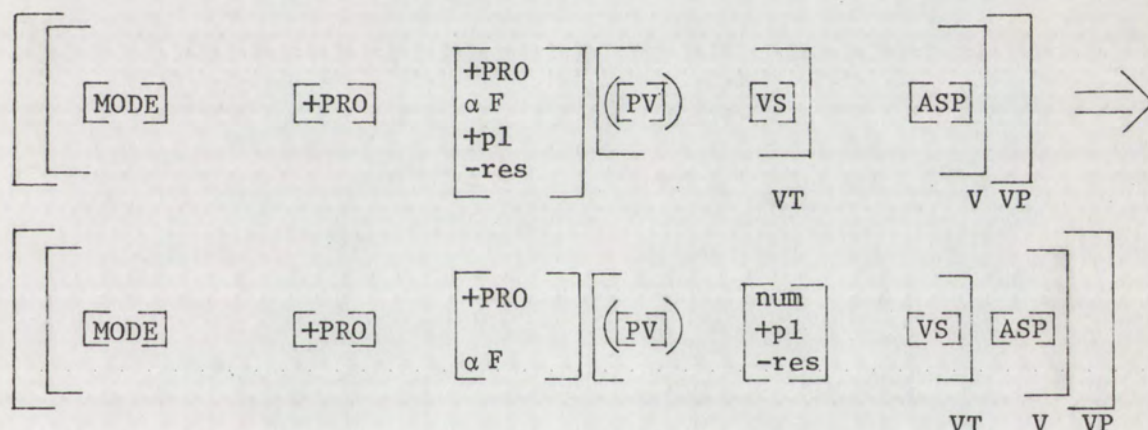 +PRO
[MODE] [+PRO] αF ([PV]) [VS] [ASP] ⟹
+pl
-res
VT V VP
+PRO num
[MODE] [+PRO] ([PV]) +pl [VS] [ASP]
αF -res
VT V VP